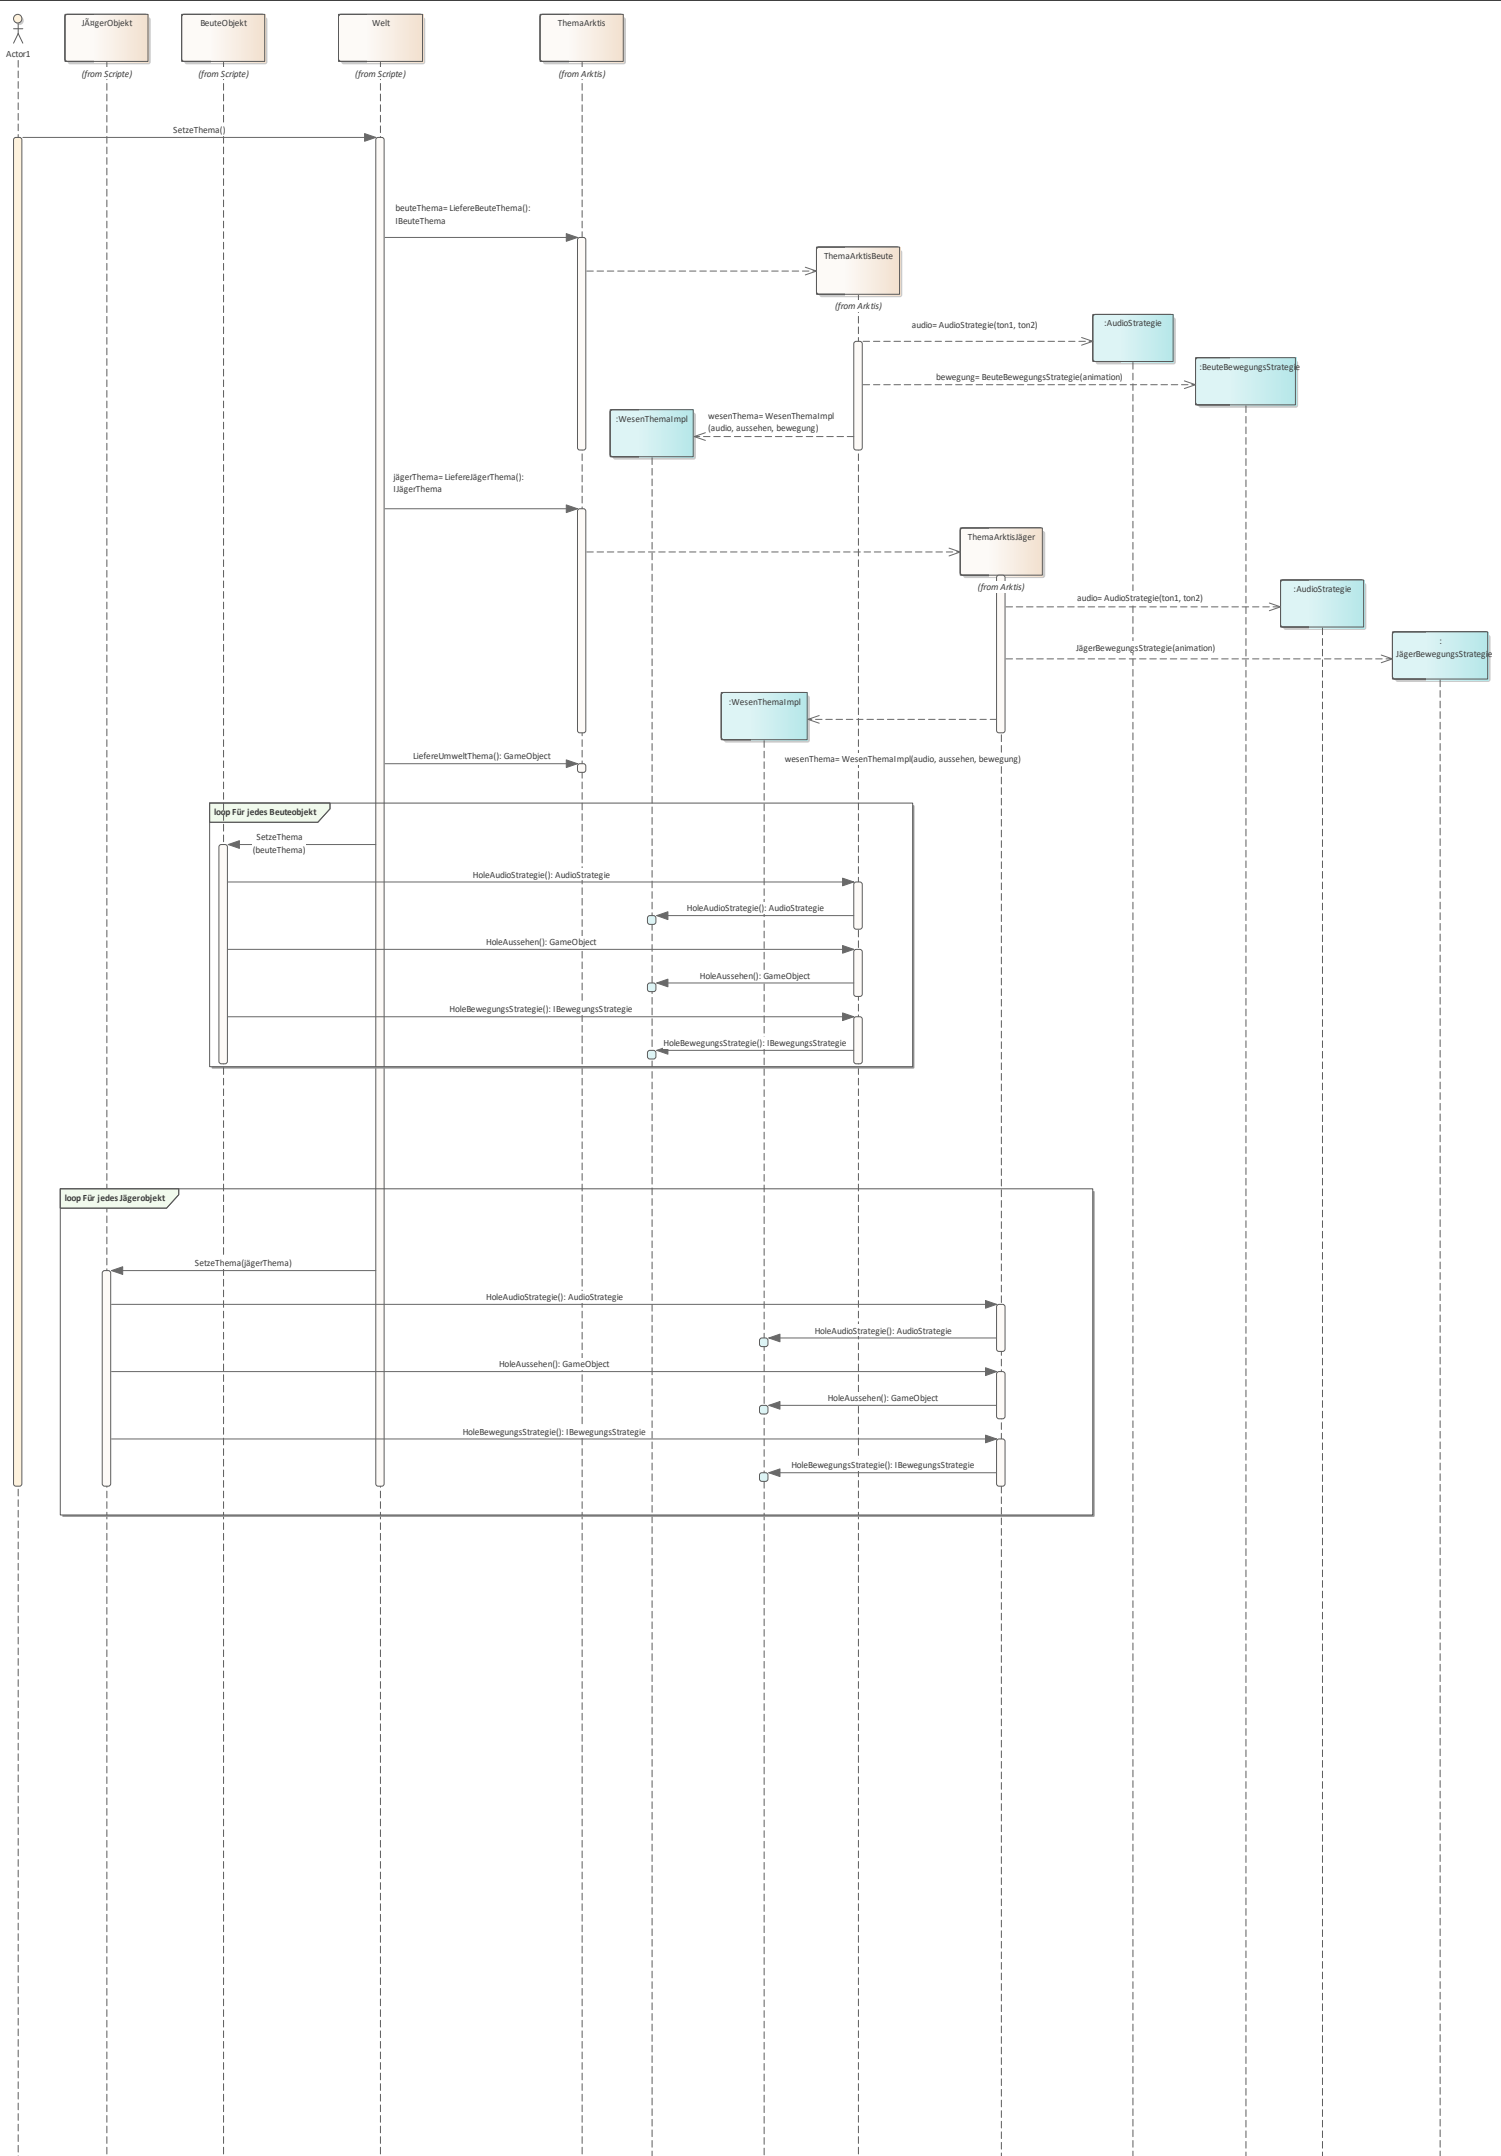 JÃ¤gerObjekt
BeuteObjekt
Welt
ThemaArktis
Actor1
(from Scripte)
(from Scripte)
(from Scripte)
(from Arktis)
SetzeThema()
beuteThema= LiefereBeuteThema():
IBeuteThema
ThemaArktisBeute
(from Arktis)
audio= AudioStrategie(ton1, ton2)
:AudioStrategie
bewegung= BeuteBewegungsStrategie(animation)
:BeuteBewegungsStrategie
:WesenThemaImpl
wesenThema= WesenThemaImpl
(audio, aussehen, bewegung)
jägerThema= LiefereJägerThema():
IJägerThema
ThemaArktisJäger
(from Arktis)
audio= AudioStrategie(ton1, ton2)
:AudioStrategie
JägerBewegungsStrategie(animation)
:
JägerBewegungsStrategie
:WesenThemaImpl
LiefereUmweltThema(): GameObject
wesenThema= WesenThemaImpl(audio, aussehen, bewegung)
loop Für jedes Beuteobjekt
SetzeThema
(beuteThema)
HoleAudioStrategie(): AudioStrategie
HoleAudioStrategie(): AudioStrategie
HoleAussehen(): GameObject
HoleAussehen(): GameObject
HoleBewegungsStrategie(): IBewegungsStrategie
HoleBewegungsStrategie(): IBewegungsStrategie
loop Für jedes Jägerobjekt
SetzeThema(jägerThema)
HoleAudioStrategie(): AudioStrategie
HoleAudioStrategie(): AudioStrategie
HoleAussehen(): GameObject
HoleAussehen(): GameObject
HoleBewegungsStrategie(): IBewegungsStrategie
HoleBewegungsStrategie(): IBewegungsStrategie